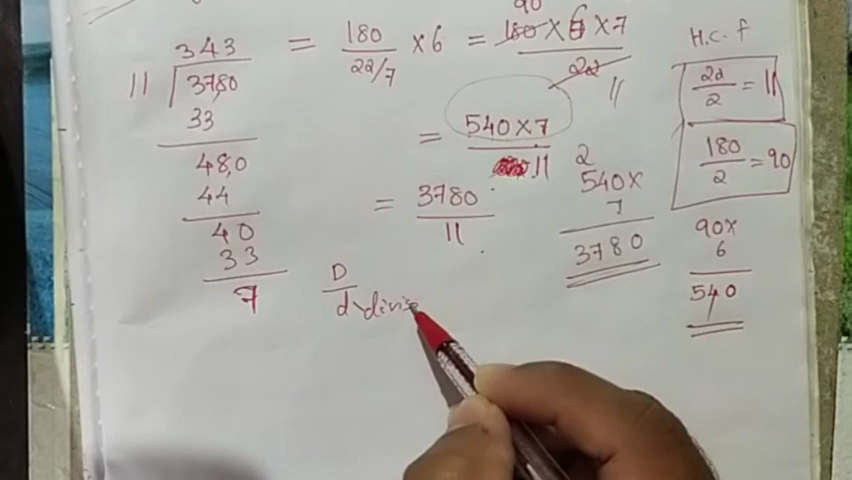 343
11 3780
33
480
44
40
33
7
= 180/22/7 × 6 = 180 × 6 × 7 / 22
90
11
= 540 × 7 / 11
= 3780 / 11
2
540 ×
7
3780
H.C.f
22/2 = 11
180/2 = 90
90 ×
6
540
D
d